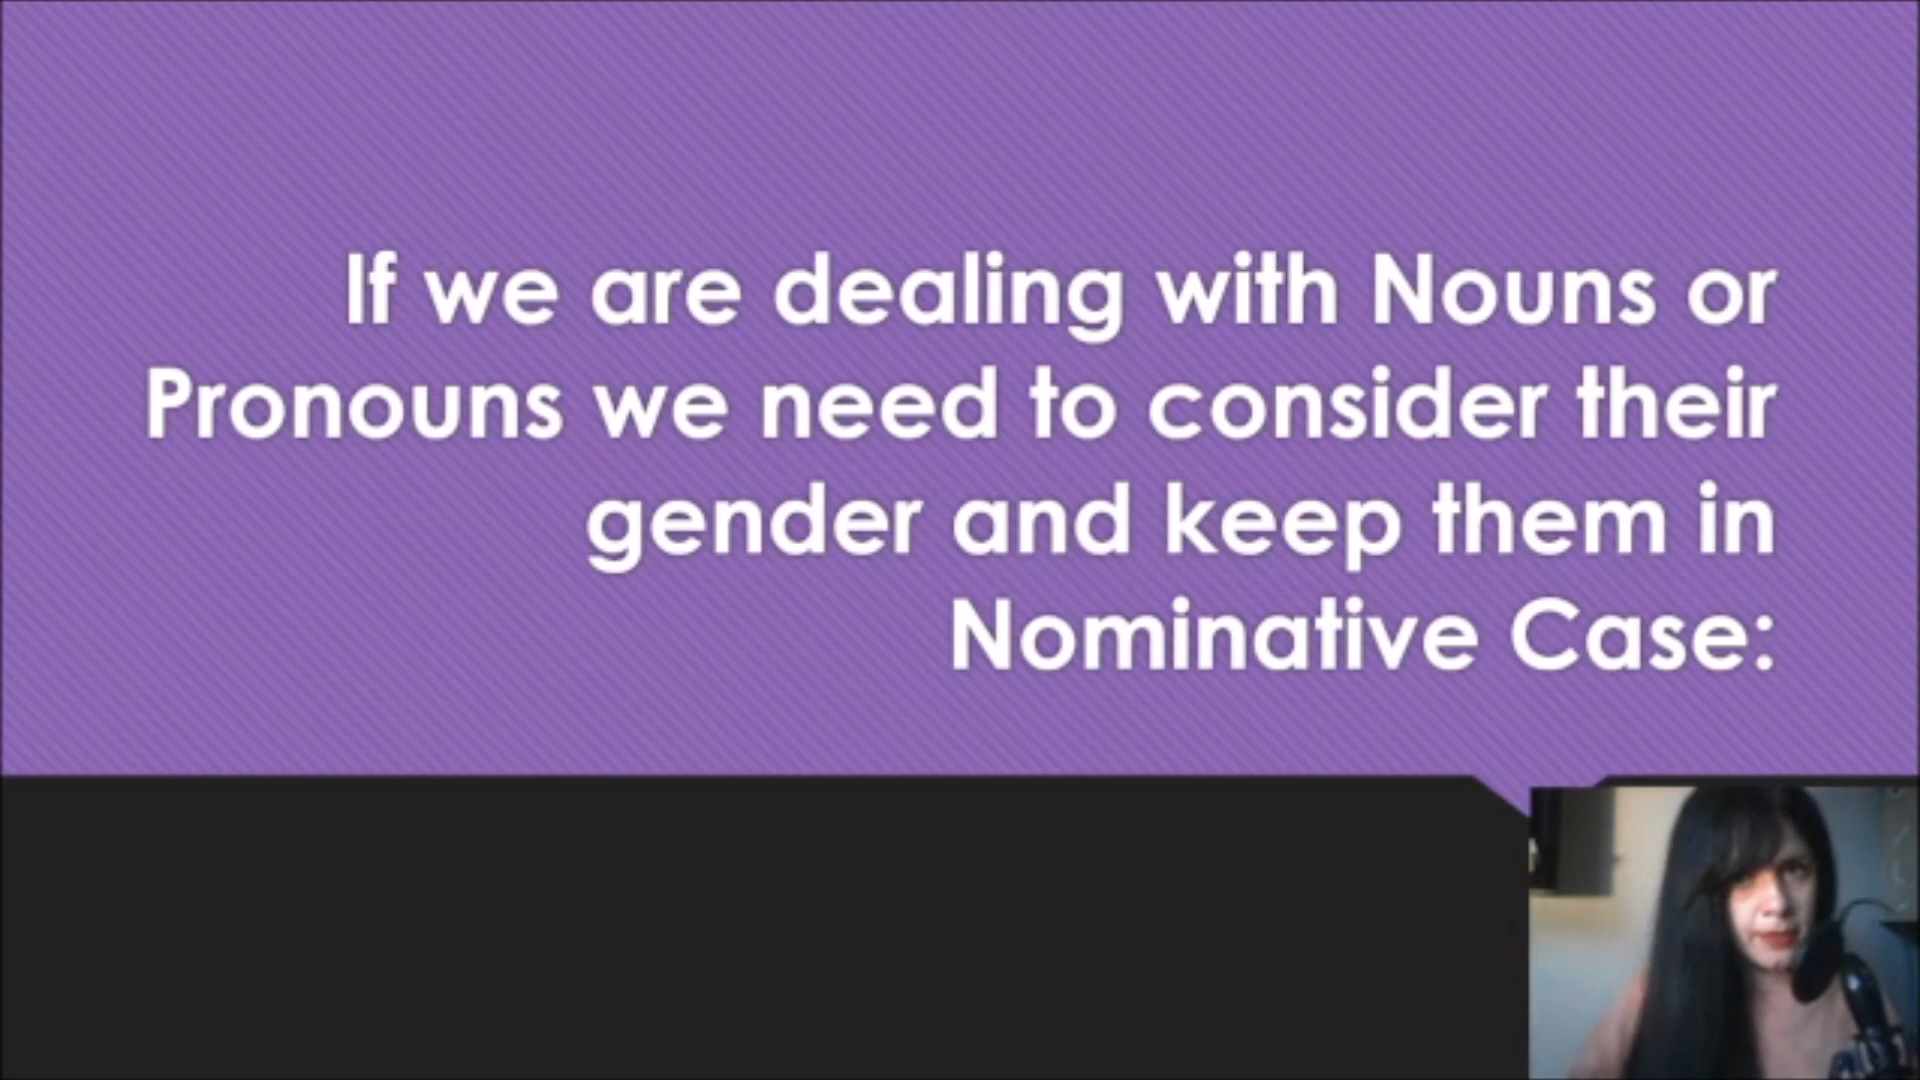 If we are dealing with Nouns or
Pronouns we need to consider their
gender and keep them in
Nominative Case: